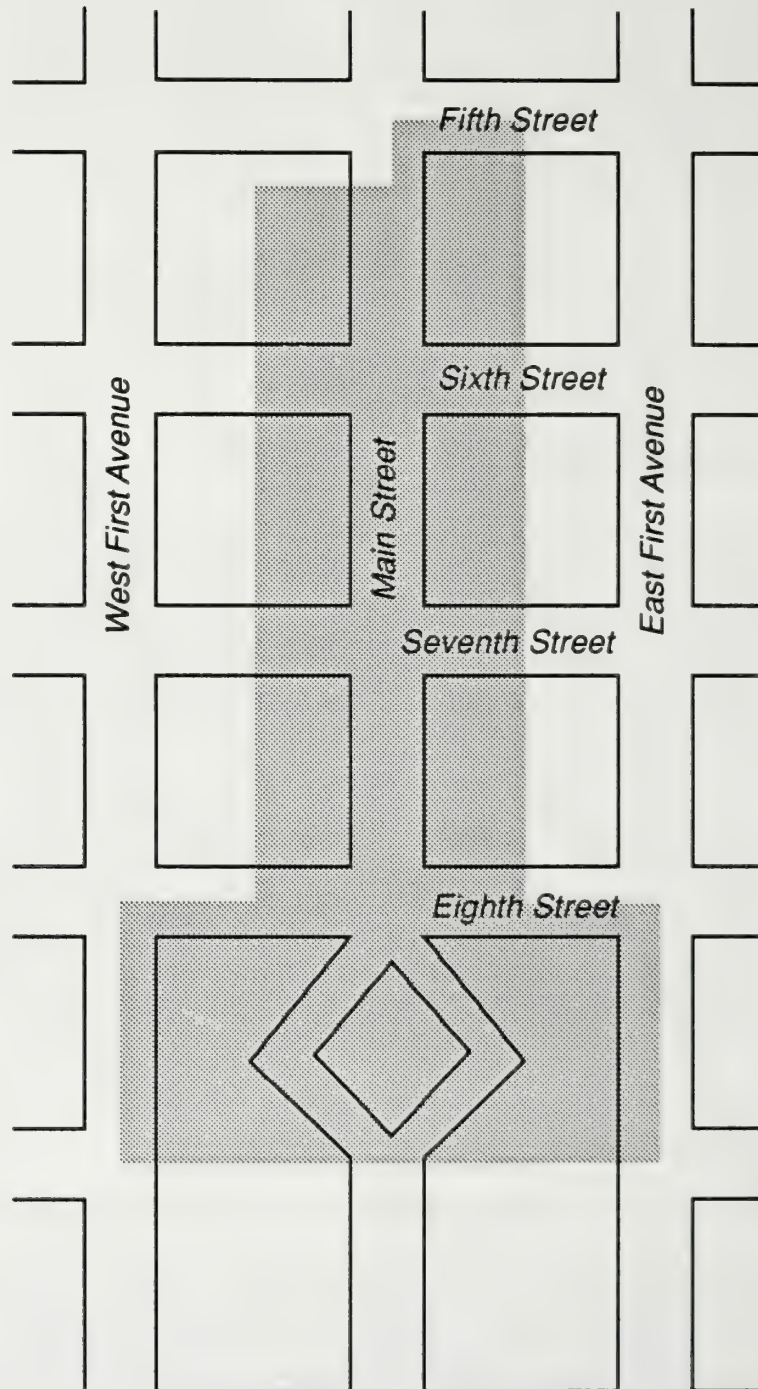 Fifth Street
Sixth Street
West First Avenue
Main Street
East First Avenue
Seventh Street
Eighth Street